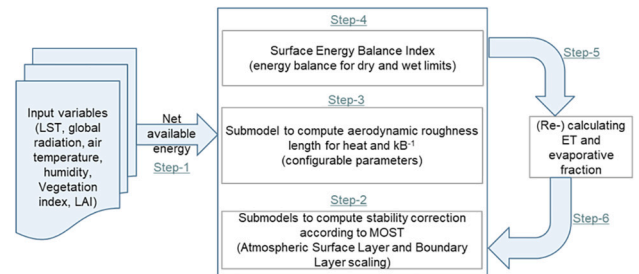 Step-4
Surface Energy Balance Index
(energy balance for dry and wet limits)
Step-5
Step-3
Input variables
(LST, global
radiation, air
temperature,
humidity,
Vegetation
index, LAI)
Net
available
energy
Step-1
Submodel to compute aerodynamic roughness
length for heat and kB⁻¹
(configurable parameters)
(Re-) calculating
ET and
evaporative
fraction
Step-2
Submodels to compute stability correction
according to MOST
(Atmospheric Surface Layer and Boundary
Layer scaling)
Step-6